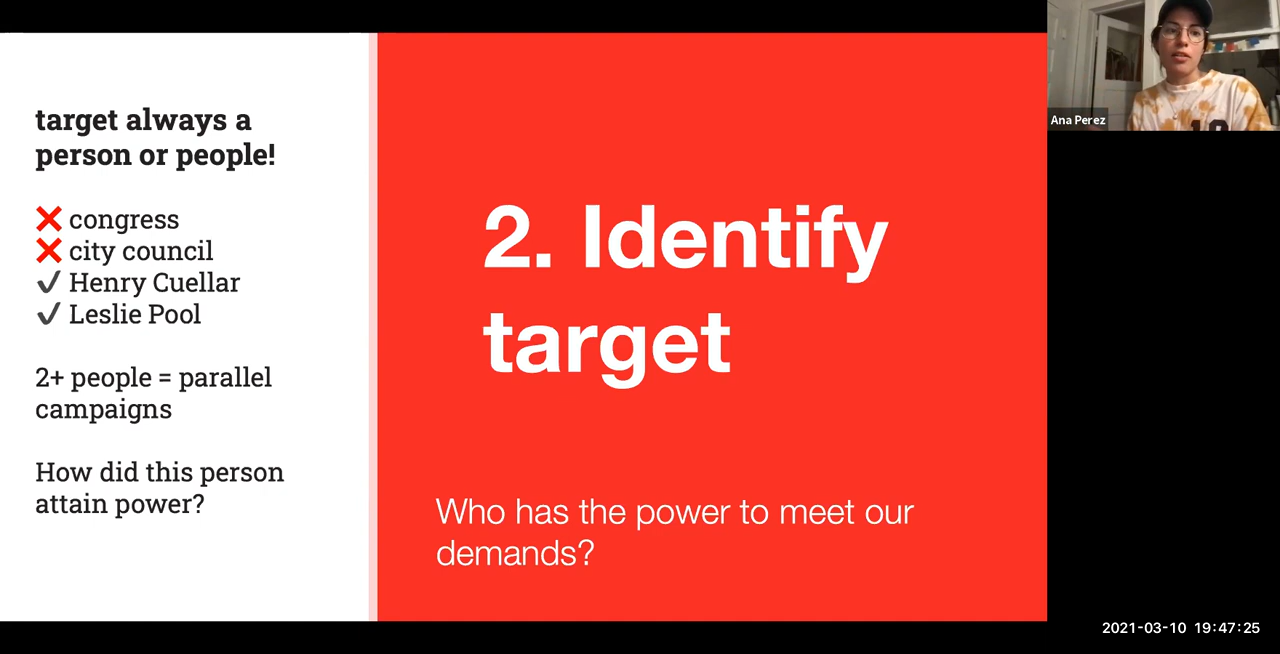 target always a
person or people!
❌ congress
❌ city council
✓ Henry Cuellar
✓ Leslie Pool
2+ people = parallel
campaigns
How did this person
attain power?
2. Identify
target
Who has the power to meet our
demands?
Ana Perez
2021-03-10 19:47:25